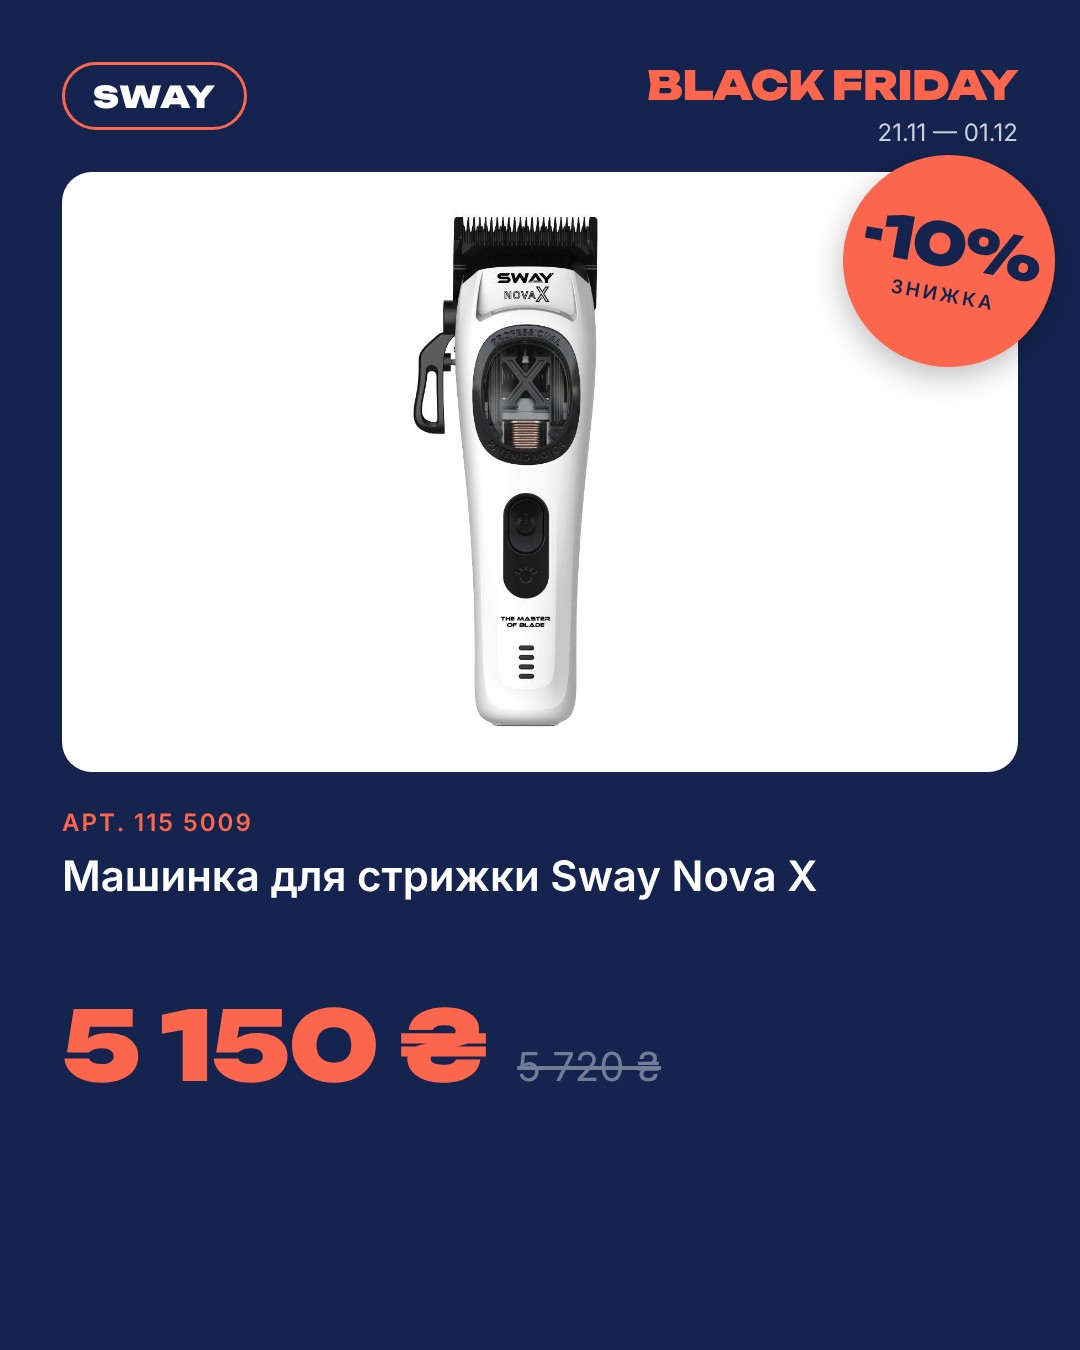 SWAY
BLACK FRIDAY
21.11 — 01.12
-10%
ЗНИЖКА
SWAY
NOVA X
PROFESSIONAL
X
THE MASTER
OF BLADE
АРТ. 115 5009
Машинка для стрижки Sway Nova X
5 150 ₴
5 720 ₴